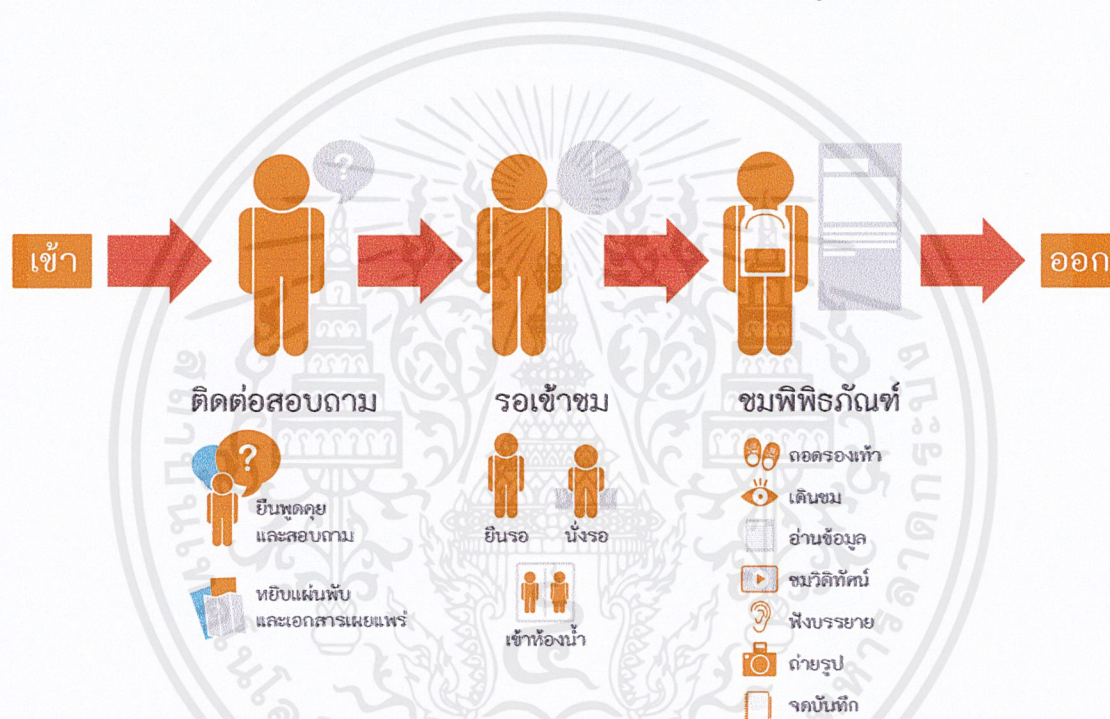 เข้า
ออก
?
ติดต่อสอบถาม
?
ยืนพูดคุย
และสอบถาม
หยิบแผ่นพับ
และเอกสารเผยแพร่
รอเข้าชม
ยืนรอ
นั่งรอ
เข้าห้องน้ำ
ชมพิพิธภัณฑ์
ถอดรองเท้า
เดินชม
อ่านข้อมูล
ชมวิดิทัศน์
ฟังบรรยาย
ถ่ายรูป
จดบันทึก